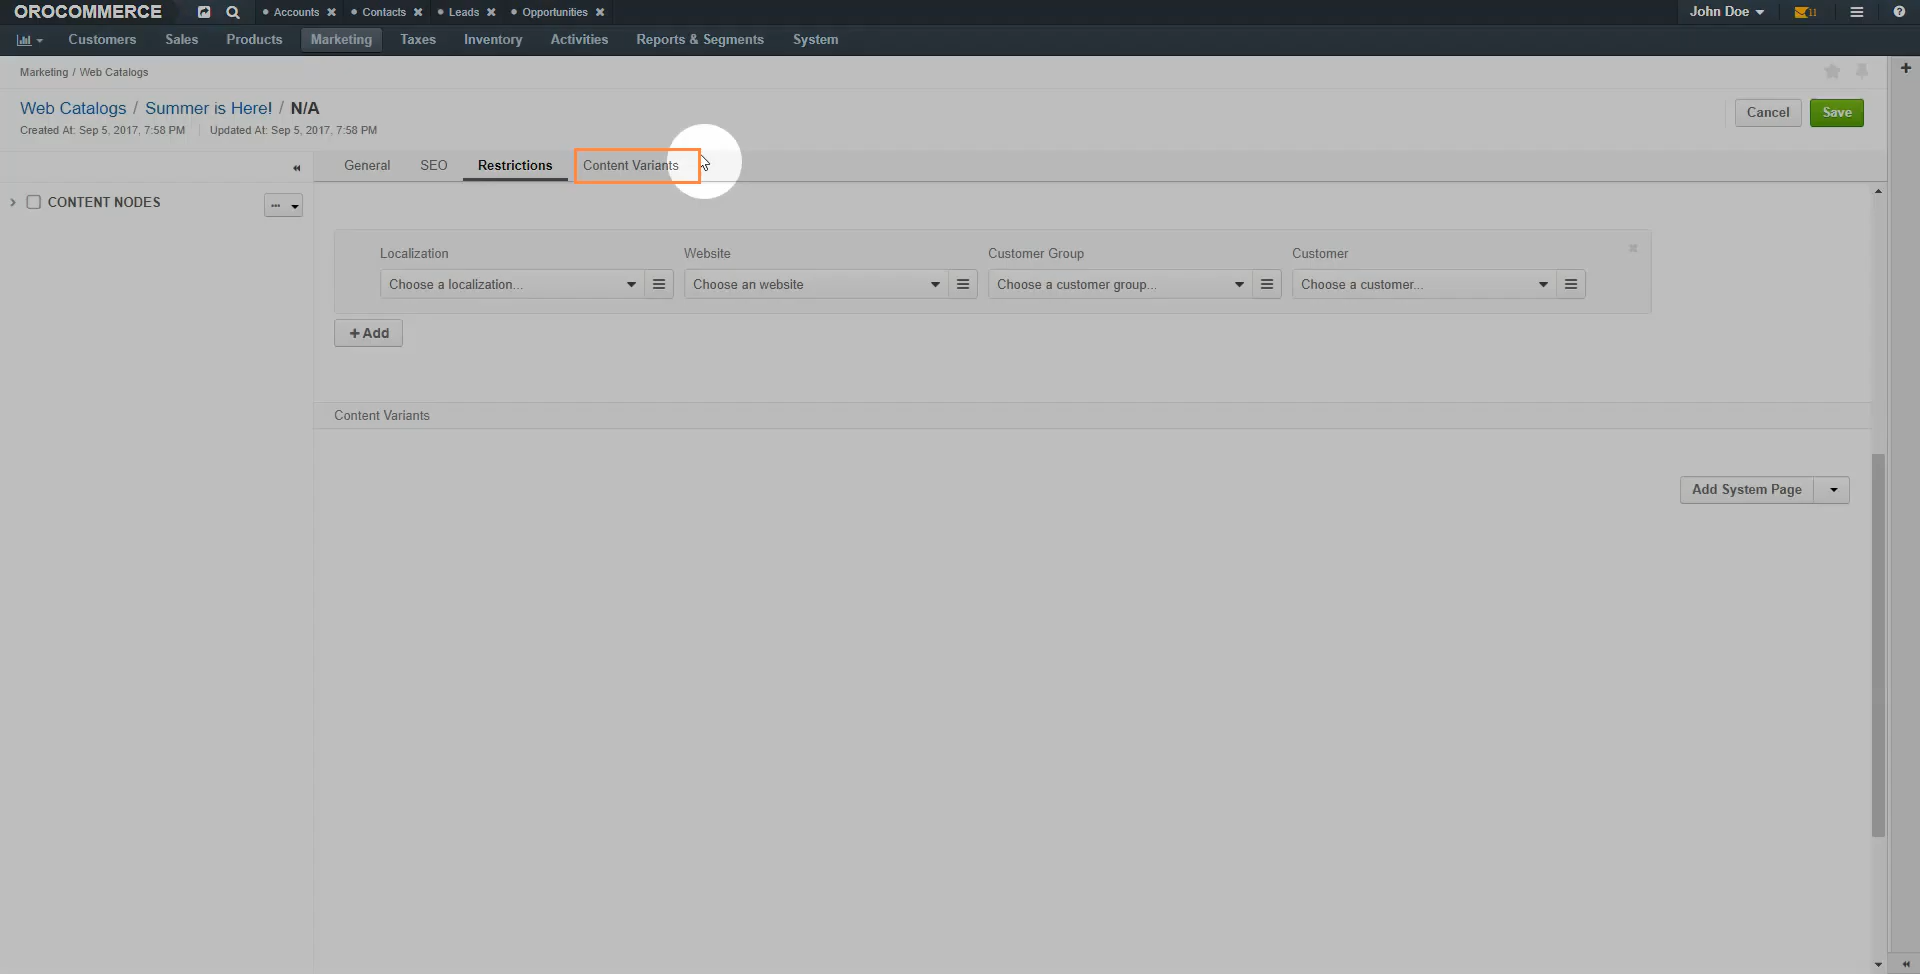 OROCOMMERCE
Accounts
Contacts
Leads
Opportunities
John Doe
11
Customers
Sales
Products
Marketing
Taxes
Inventory
Activities
Reports & Segments
System
Marketing / Web Catalogs
Web Catalogs / Summer is Here! / N/A
Cancel
Save
Created At: Sep 5, 2017, 7:58 PM
Updated At: Sep 5, 2017, 7:58 PM
General
SEO
Restrictions
Content Variants
CONTENT NODES
Localization
Website
Customer Group
Customer
Choose a localization...
Choose an website
Choose a customer group...
Choose a customer...
+ Add
Content Variants
Add System Page